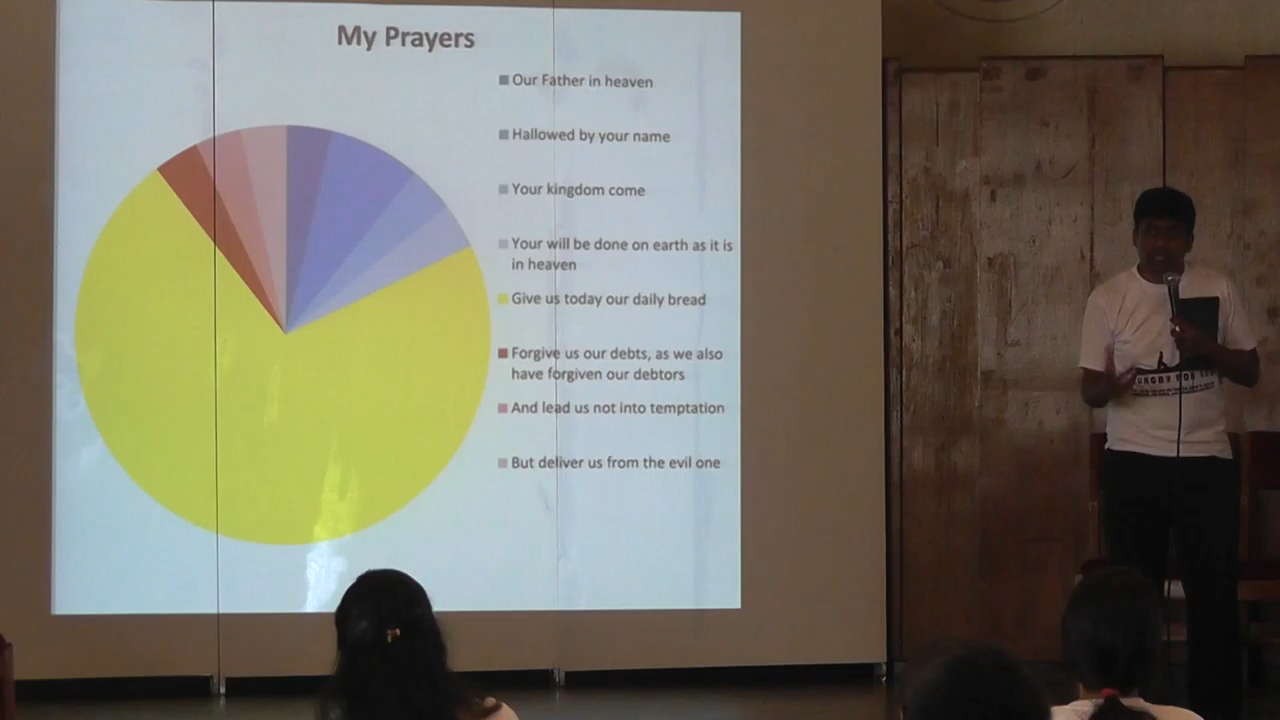 My Prayers
Our Father in heaven
Hallowed by your name
Your kingdom come
Your will be done on earth as it is
in heaven
Give us today our daily bread
Forgive us our debts, as we also
have forgiven our debtors
And lead us not into temptation
But deliver us from the evil one